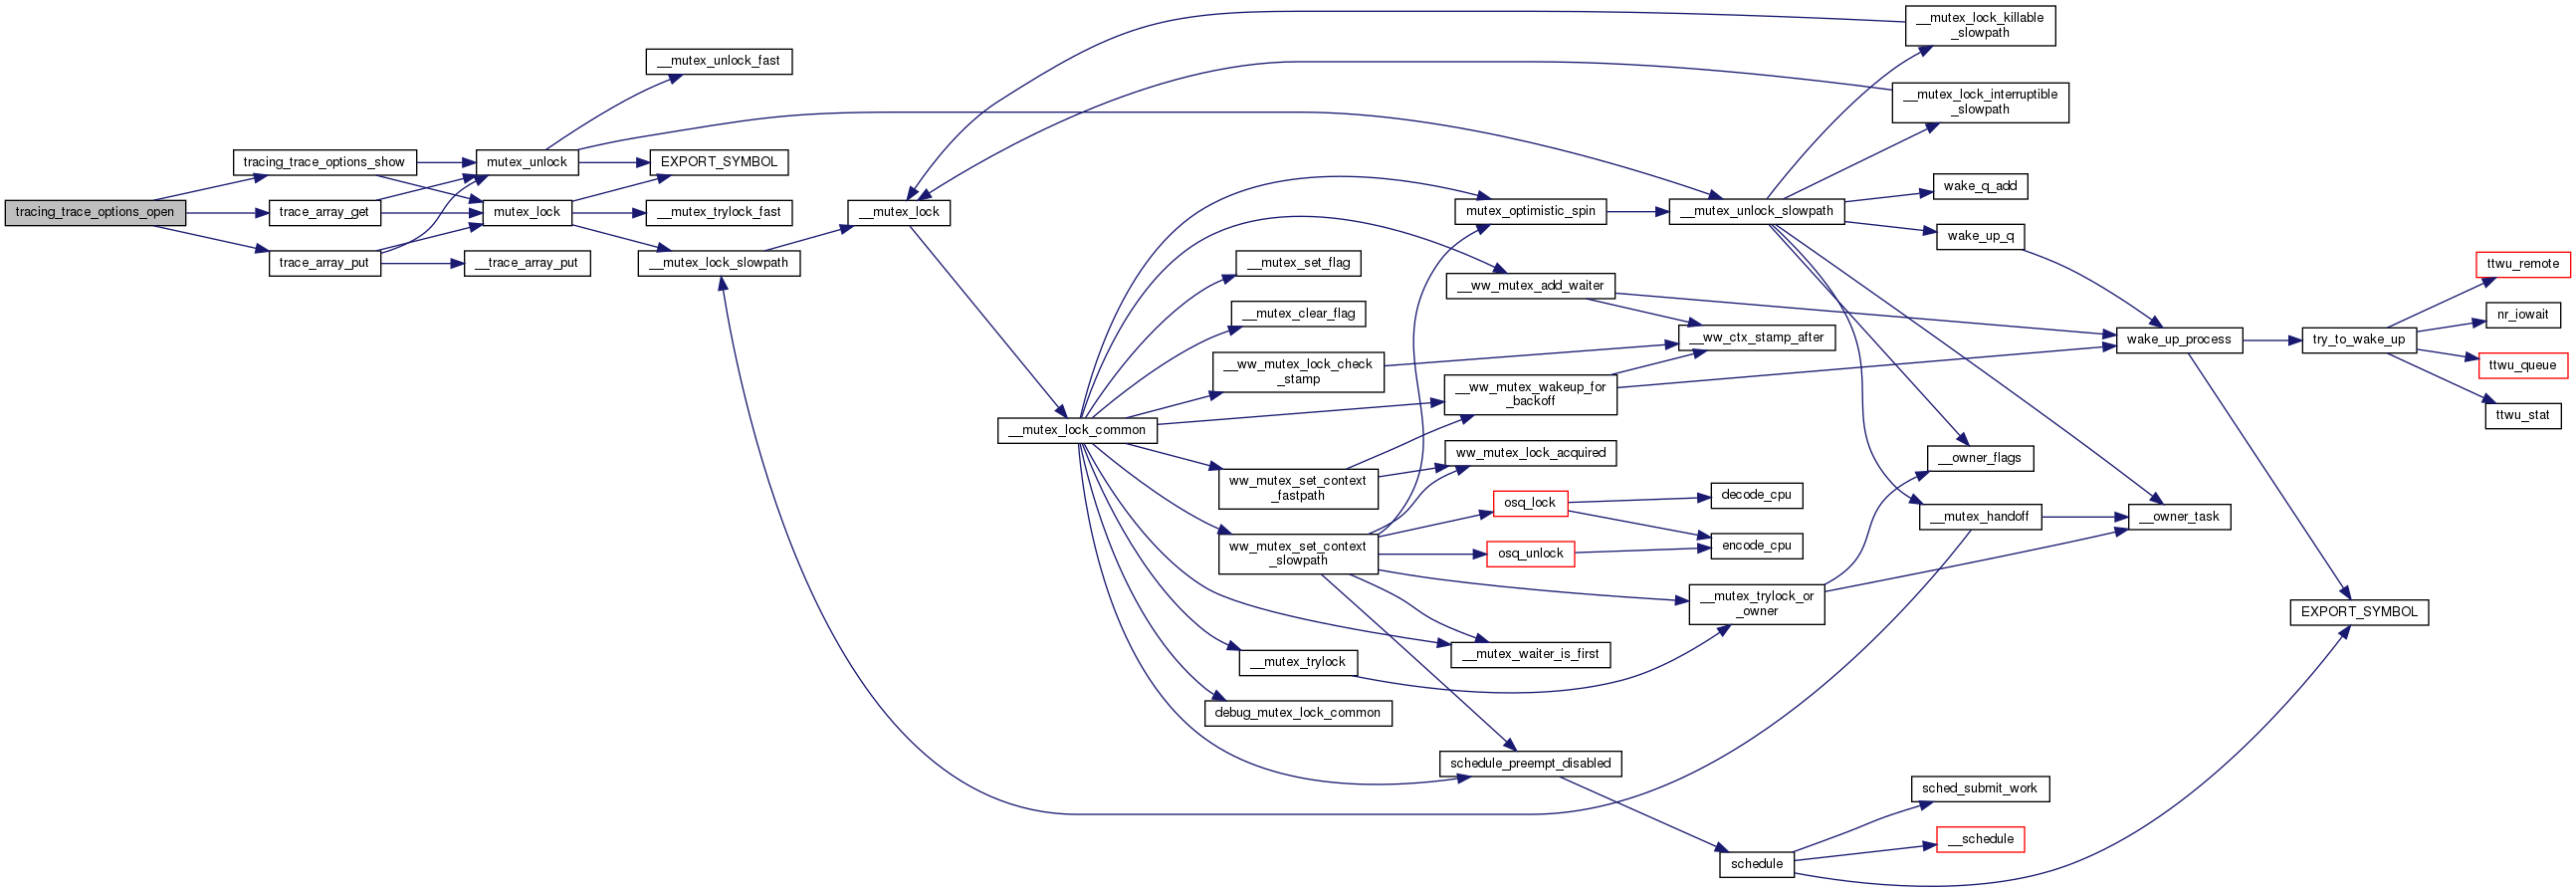 __mutex_lock_killable
_slowpath
__mutex_unlock_fast
__mutex_lock_interruptible
_slowpath
tracing_trace_options_show
mutex_unlock
EXPORT_SYMBOL
wake_q_add
tracing_trace_options_open
trace_array_get
mutex_lock
__mutex_trylock_fast
__mutex_lock
mutex_optimistic_spin
__mutex_unlock_slowpath
wake_up_q
trace_array_put
__trace_array_put
__mutex_lock_slowpath
__mutex_set_flag
ttwu_remote
__ww_mutex_add_waiter
__mutex_clear_flag
nr_iowait
__ww_ctx_stamp_after
wake_up_process
try_to_wake_up
__ww_mutex_lock_check
_stamp
ttwu_queue
__ww_mutex_wakeup_for
_backoff
ttwu_stat
__mutex_lock_common
ww_mutex_lock_acquired
__owner_flags
ww_mutex_set_context
_fastpath
osq_lock
decode_cpu
__mutex_handoff
__owner_task
ww_mutex_set_context
_slowpath
osq_unlock
encode_cpu
__mutex_trylock_or
_owner
EXPORT_SYMBOL
__mutex_waiter_is_first
__mutex_trylock
debug_mutex_lock_common
schedule_preempt_disabled
sched_submit_work
__schedule
schedule